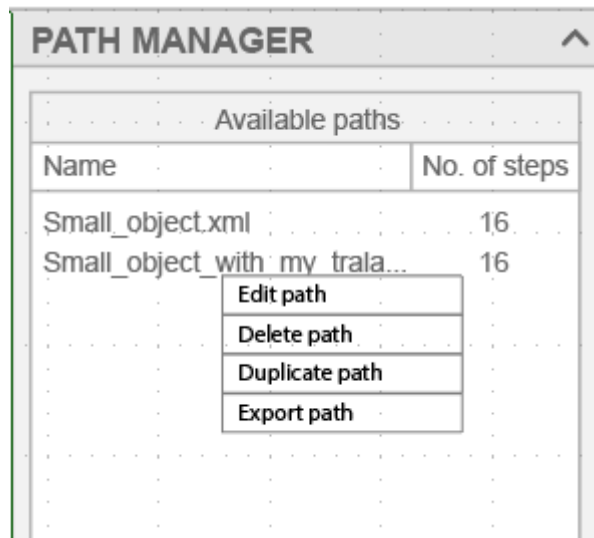 PATH MANAGER
Available paths
Name No. of steps
Small_object.xml 16
Small_object_with_my_trala... 16
Edit path
Delete path
Duplicate path
Export path